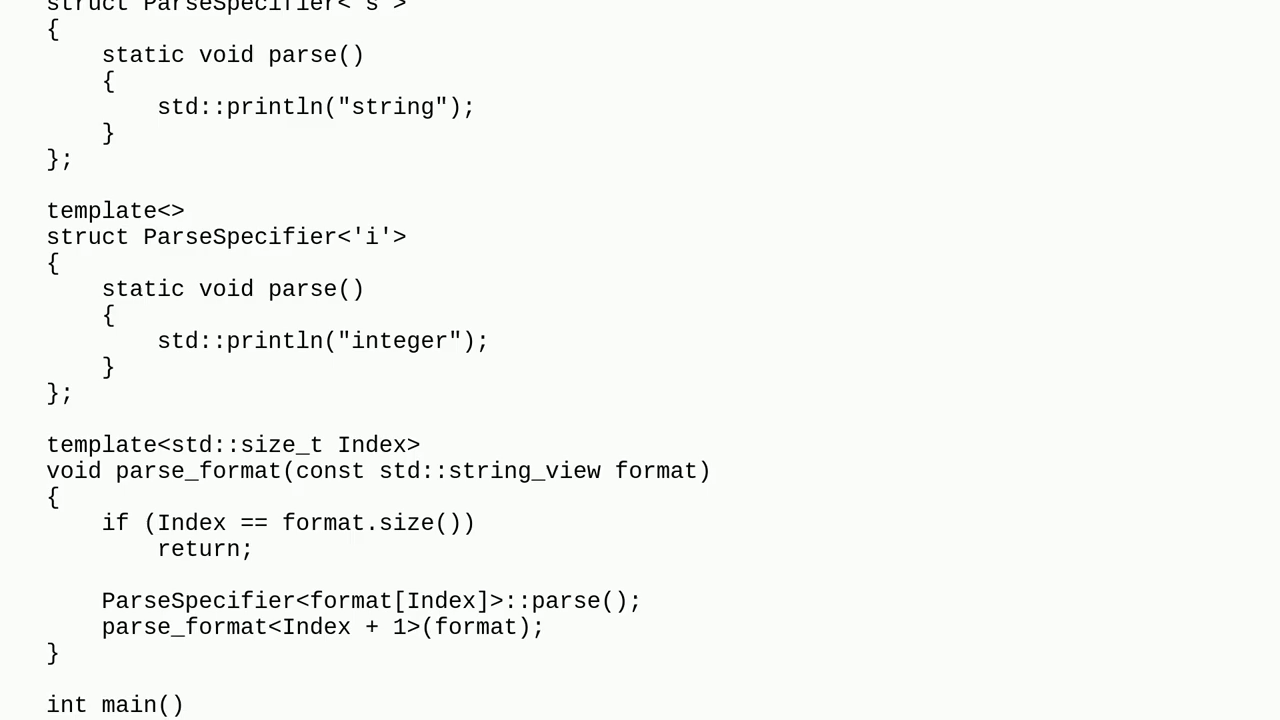 struct ParseSpecifier<'s'>
{
    static void parse()
    {
        std::println("string");
    }
};

template<>
struct ParseSpecifier<'i'>
{
    static void parse()
    {
        std::println("integer");
    }
};

template<std::size_t Index>
void parse_format(const std::string_view format)
{
    if (Index == format.size())
        return;

    ParseSpecifier<format[Index]>::parse();
    parse_format<Index + 1>(format);
}

int main()